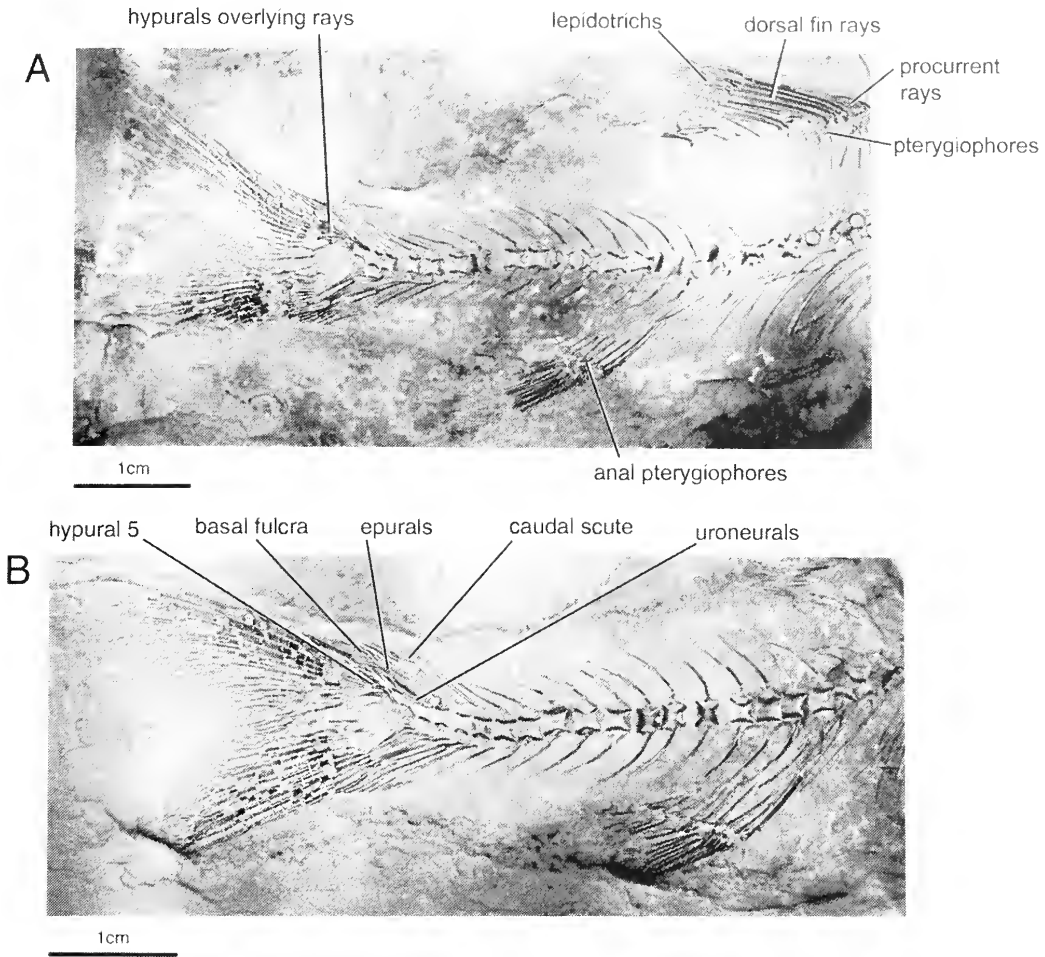 hypurals overlying rays
lepidotrichs
dorsal fin rays
A
procurrent
rays
pterygiophores
1cm
anal pterygiophores
hypural 5
basal fulcra
epurals
caudal scute
uroneurals
B
1cm